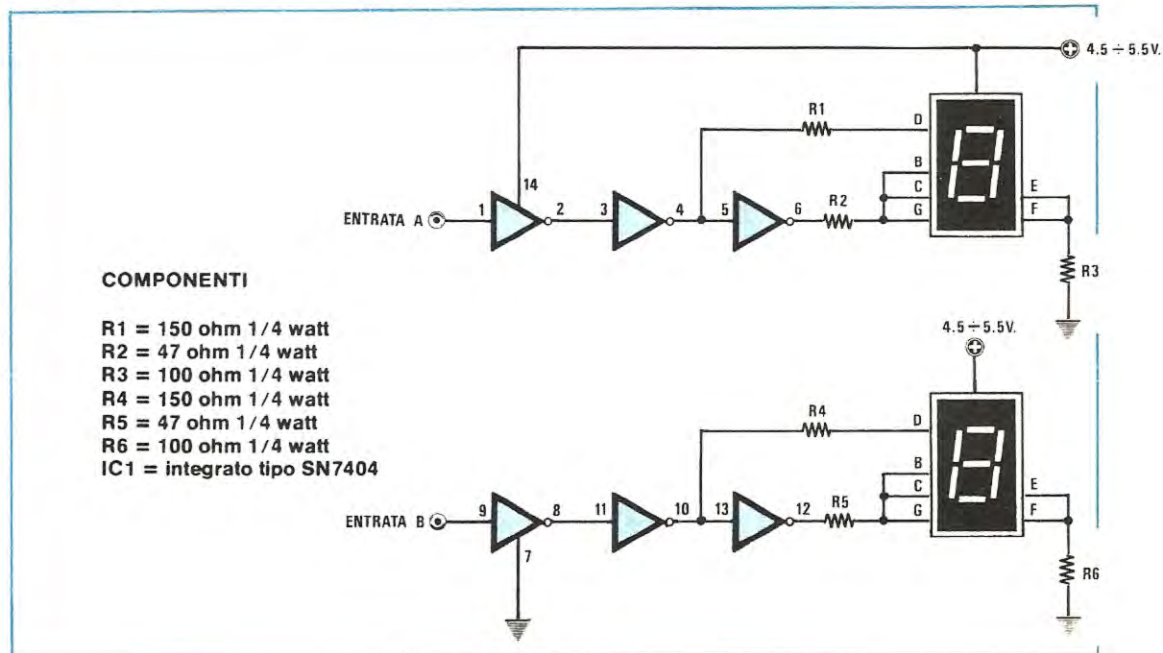 4.5 ÷ 5.5V.
R1
D
B
C
G
E
F
14
ENTRATA A
1
2
3
4
5
6
R2
R3
COMPONENTI
R1 = 150 ohm 1/4 watt
R2 = 47 ohm 1/4 watt
R3 = 100 ohm 1/4 watt
R4 = 150 ohm 1/4 watt
R5 = 47 ohm 1/4 watt
R6 = 100 ohm 1/4 watt
IC1 = integrato tipo SN7404
4.5 ÷ 5.5V.
R4
D
B
C
G
E
F
ENTRATA B
9
8
11
10
13
12
R5
7
R6